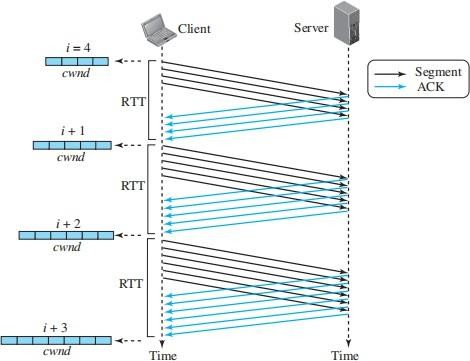 Client
Server
i = 4
cwnd
Segment
ACK
RTT
i + 1
cwnd
RTT
i + 2
cwnd
RTT
i + 3
cwnd
Time
Time